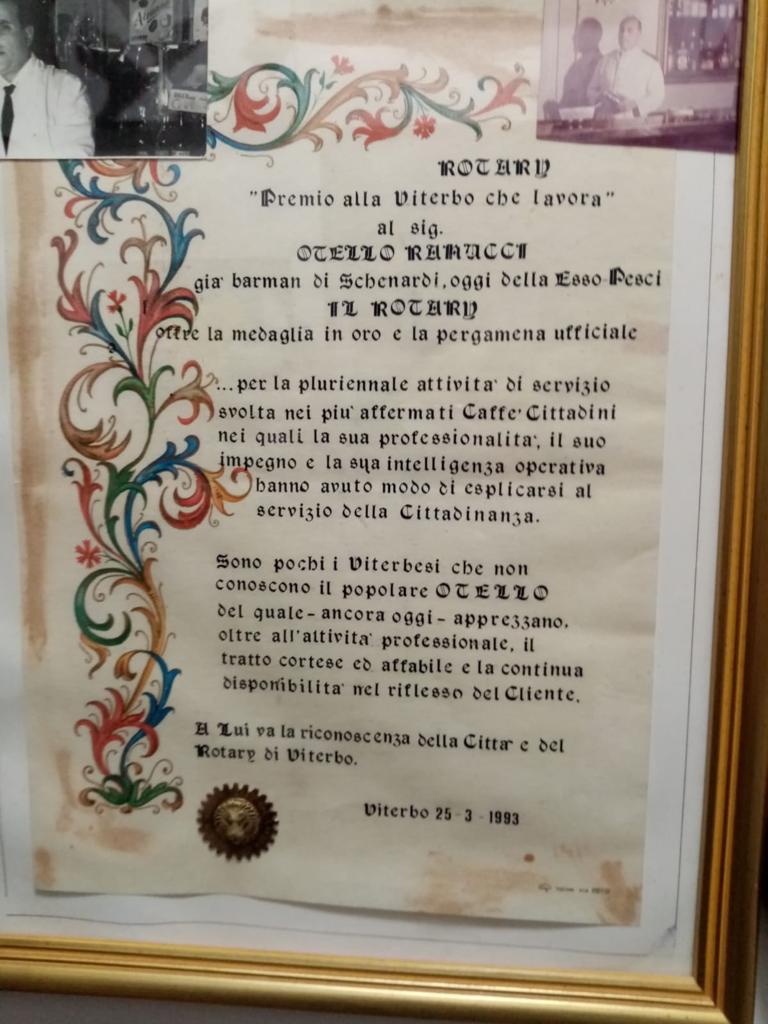 ROTARY
"Premio alla Viterbo che lavora"
al sig.
OTELLO RANUCCI
già barman di Schenardi, oggi della Esso-Pesci
IL ROTARY
offre la medaglia in oro e la pergamena ufficiale
...per la pluriennale attività di servizio
svolta nei più affermati Caffè Cittadini
nei quali la sua professionalità, il suo
impegno e la sua intelligenza operativa
hanno avuto modo di esplicarsi al
servizio della Cittadinanza.
Sono pochi i Viterbesi che non
conoscono il popolare OTELLO
del quale - ancora oggi - apprezzano,
oltre all'attività professionale, il
tratto cortese ed affabile e la continua
disponibilità nel riflesso del Cliente.
A Lui va la riconoscenza della Città e del
Rotary di Viterbo.
Viterbo 25 - 3 - 1993